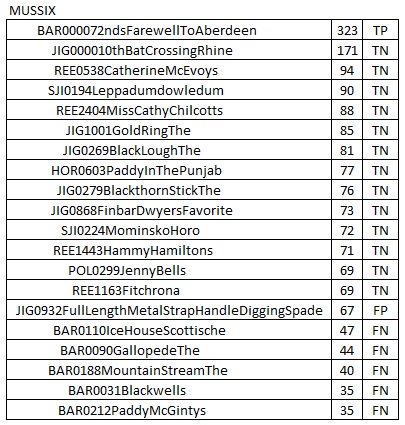 MUSSIX
BAR000072ndsFarewellToAberdeen 323 TP
JIG000010thBatCrossingRhine 171 TN
REE0538CatherineMcEvoys 94 TN
SJI0194Leppadumdowledum 90 TN
REE2404MissCathyChilcotts 88 TN
JIG1001GoldRingThe 85 TN
JIG0269BlackLoughThe 81 TN
HOR0603PaddyInThePunjab 77 TN
JIG0279BlackthornStickThe 76 TN
JIG0868FinbarDwyersFavorite 73 TN
SJI0224MominskoHoro 72 TN
REE1443HammyHamiltons 71 TN
POL0299JennyBells 69 TN
REE1163Fitchrona 69 TN
JIG0932FullLengthMetalStrapHandleDiggingSpade 67 FP
BAR0110IceHouseScottische 47 FN
BAR0090GallopedeThe 44 FN
BAR0188MountainStreamThe 40 FN
BAR0031Blackwells 35 FN
BAR0212PaddyMcGintys 35 FN